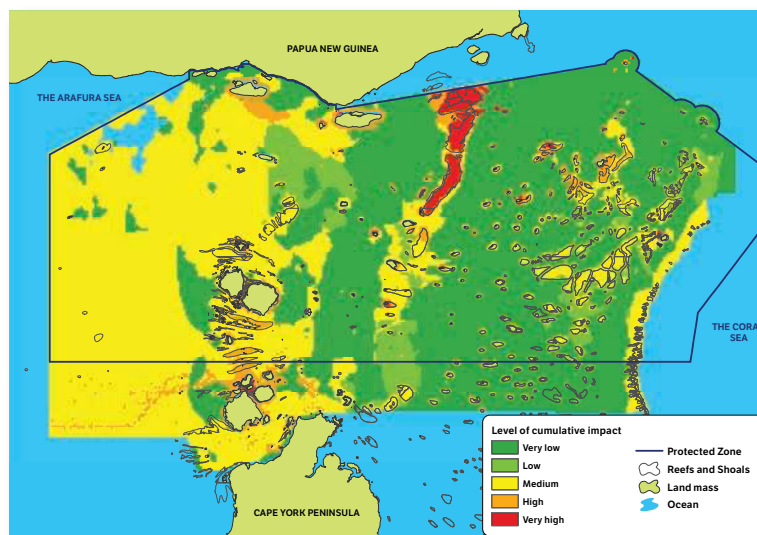 PAPUA NEW GUINEA
THE ARAFURA SEA
THE CORAL
SEA
CAPE YORK PENINSULA
Level of cumulative impact
Very low
Low
Medium
High
Very high
Protected Zone
Reefs and Shoals
Land mass
Ocean